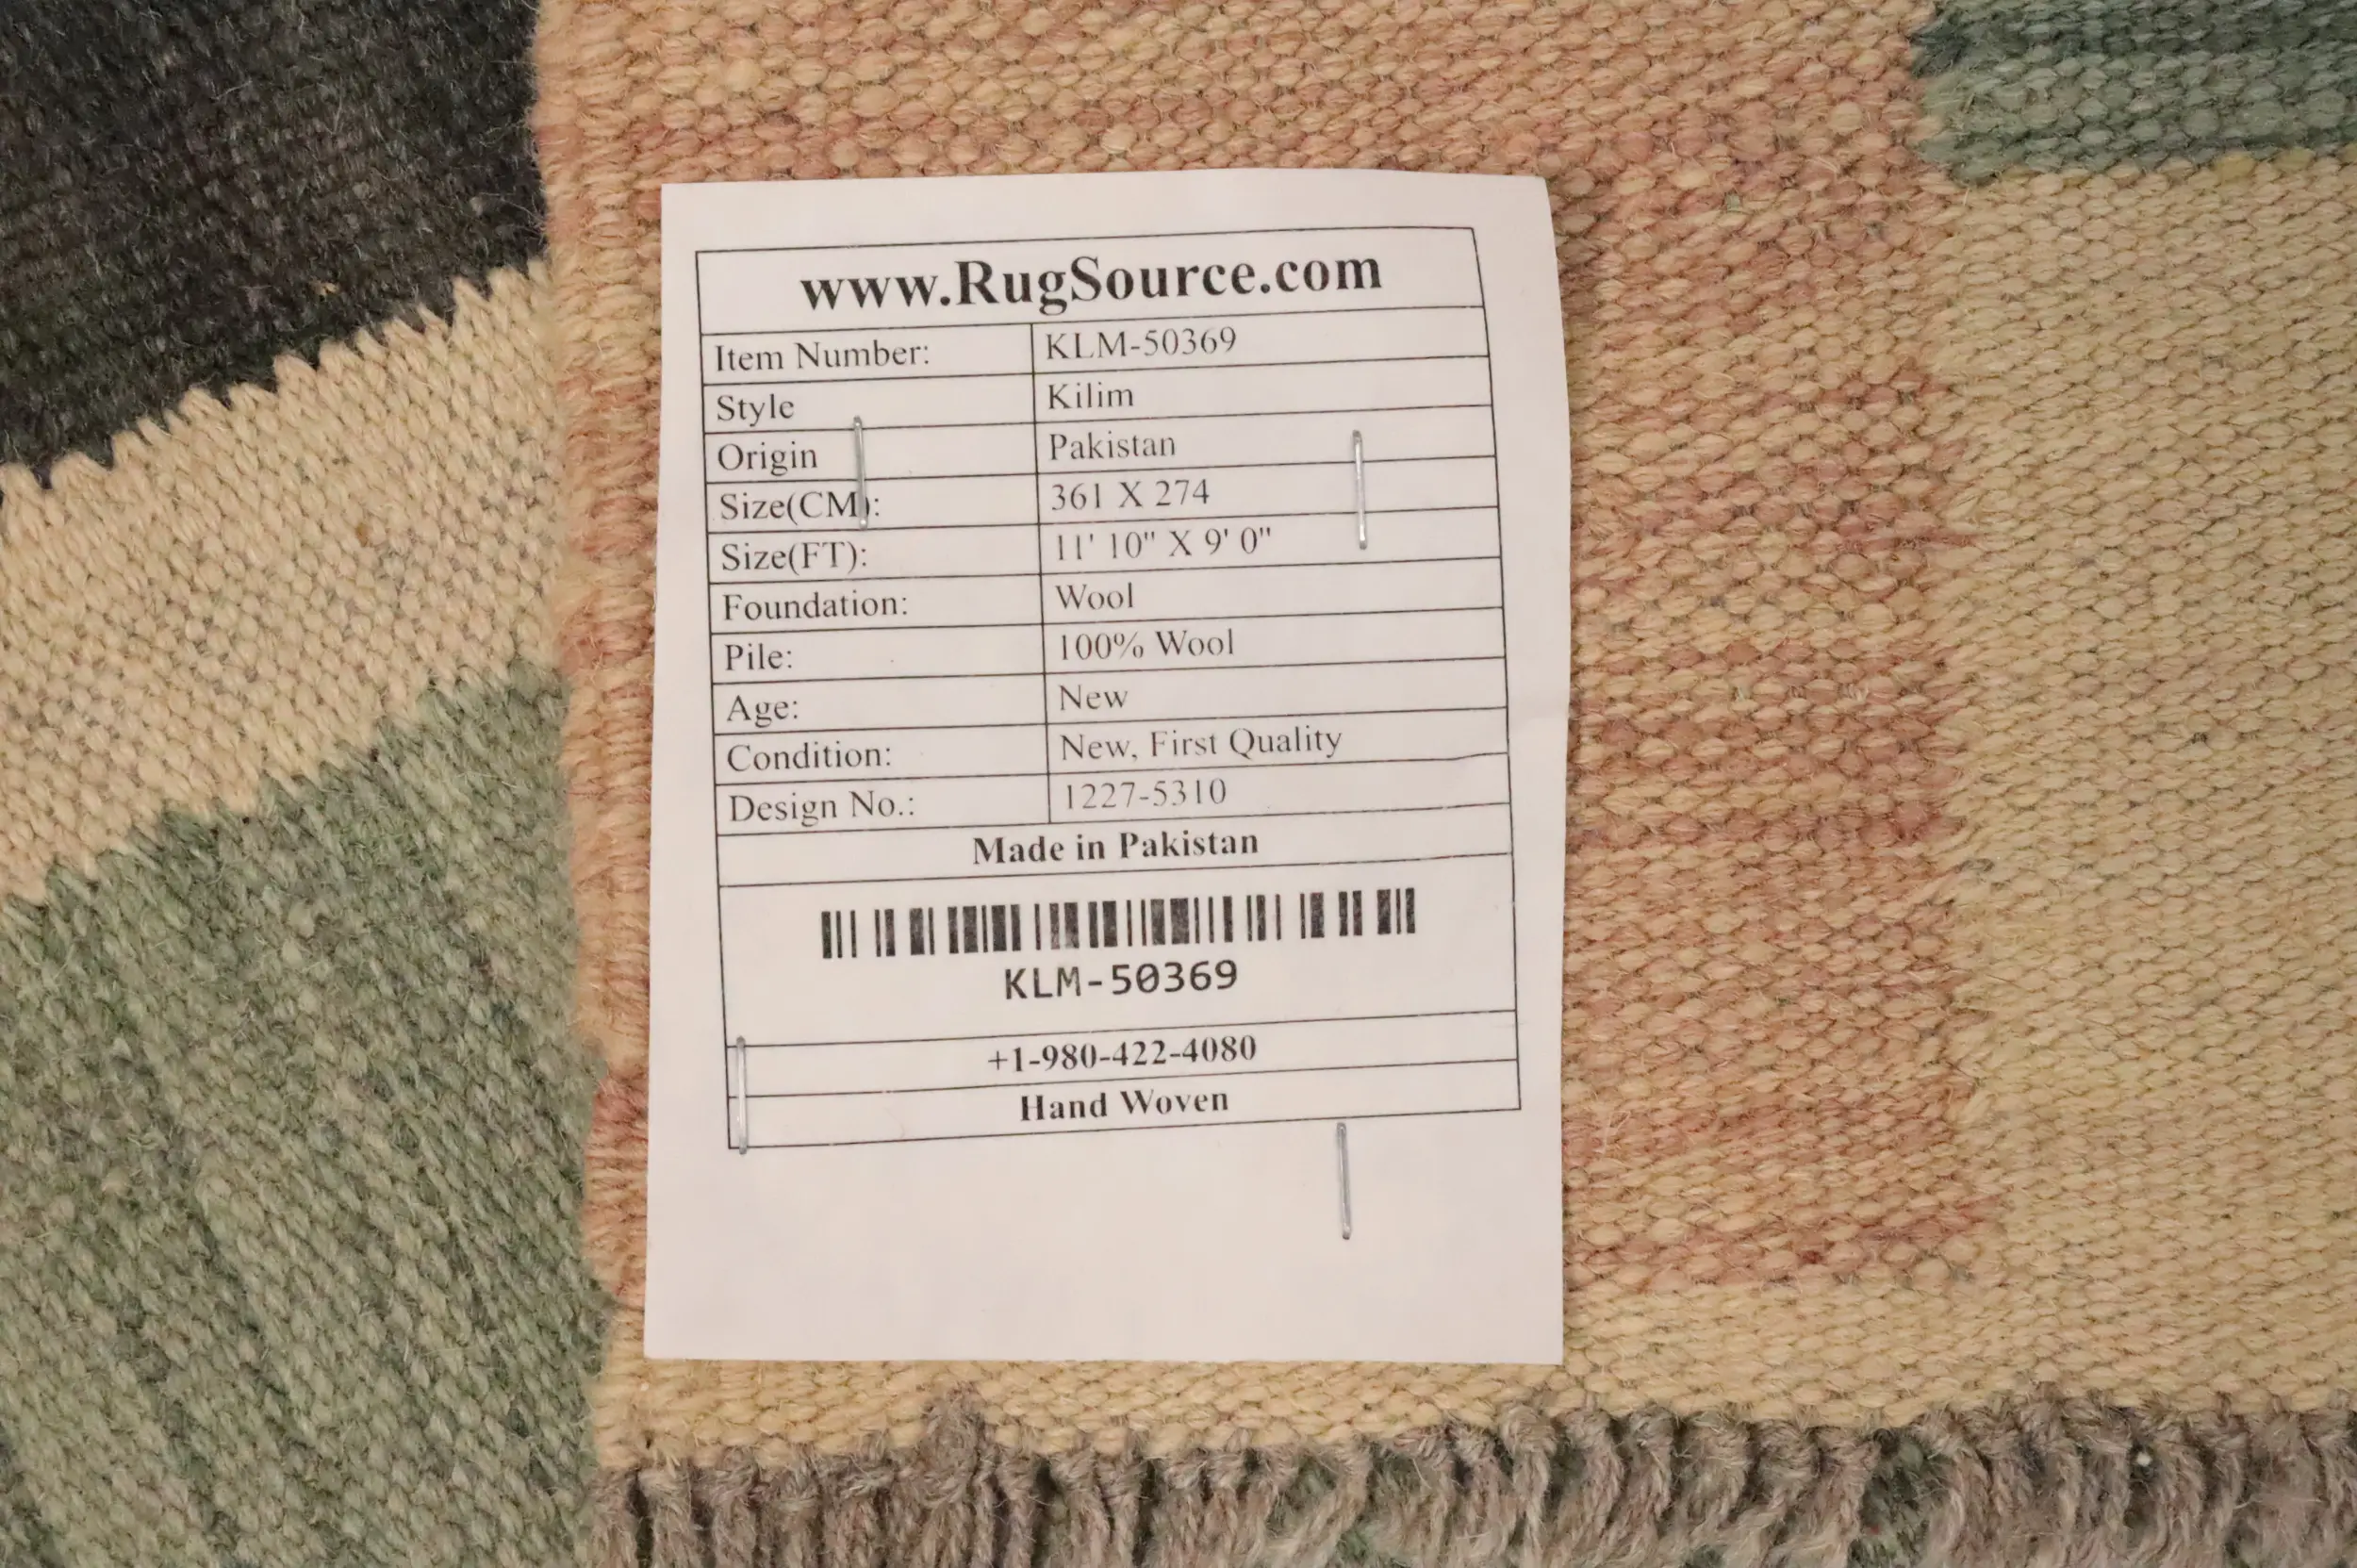 www.RugSource.com
Item Number: KLM-50369
Style Kilim
Origin Pakistan
Size(CM): 361 X 274
Size(FT): 11' 10" X 9' 0"
Foundation: Wool
Pile: 100% Wool
Age: New
Condition: New, First Quality
Design No.: 1227-5310
Made in Pakistan
KLM-50369
+1-980-422-4080
Hand Woven